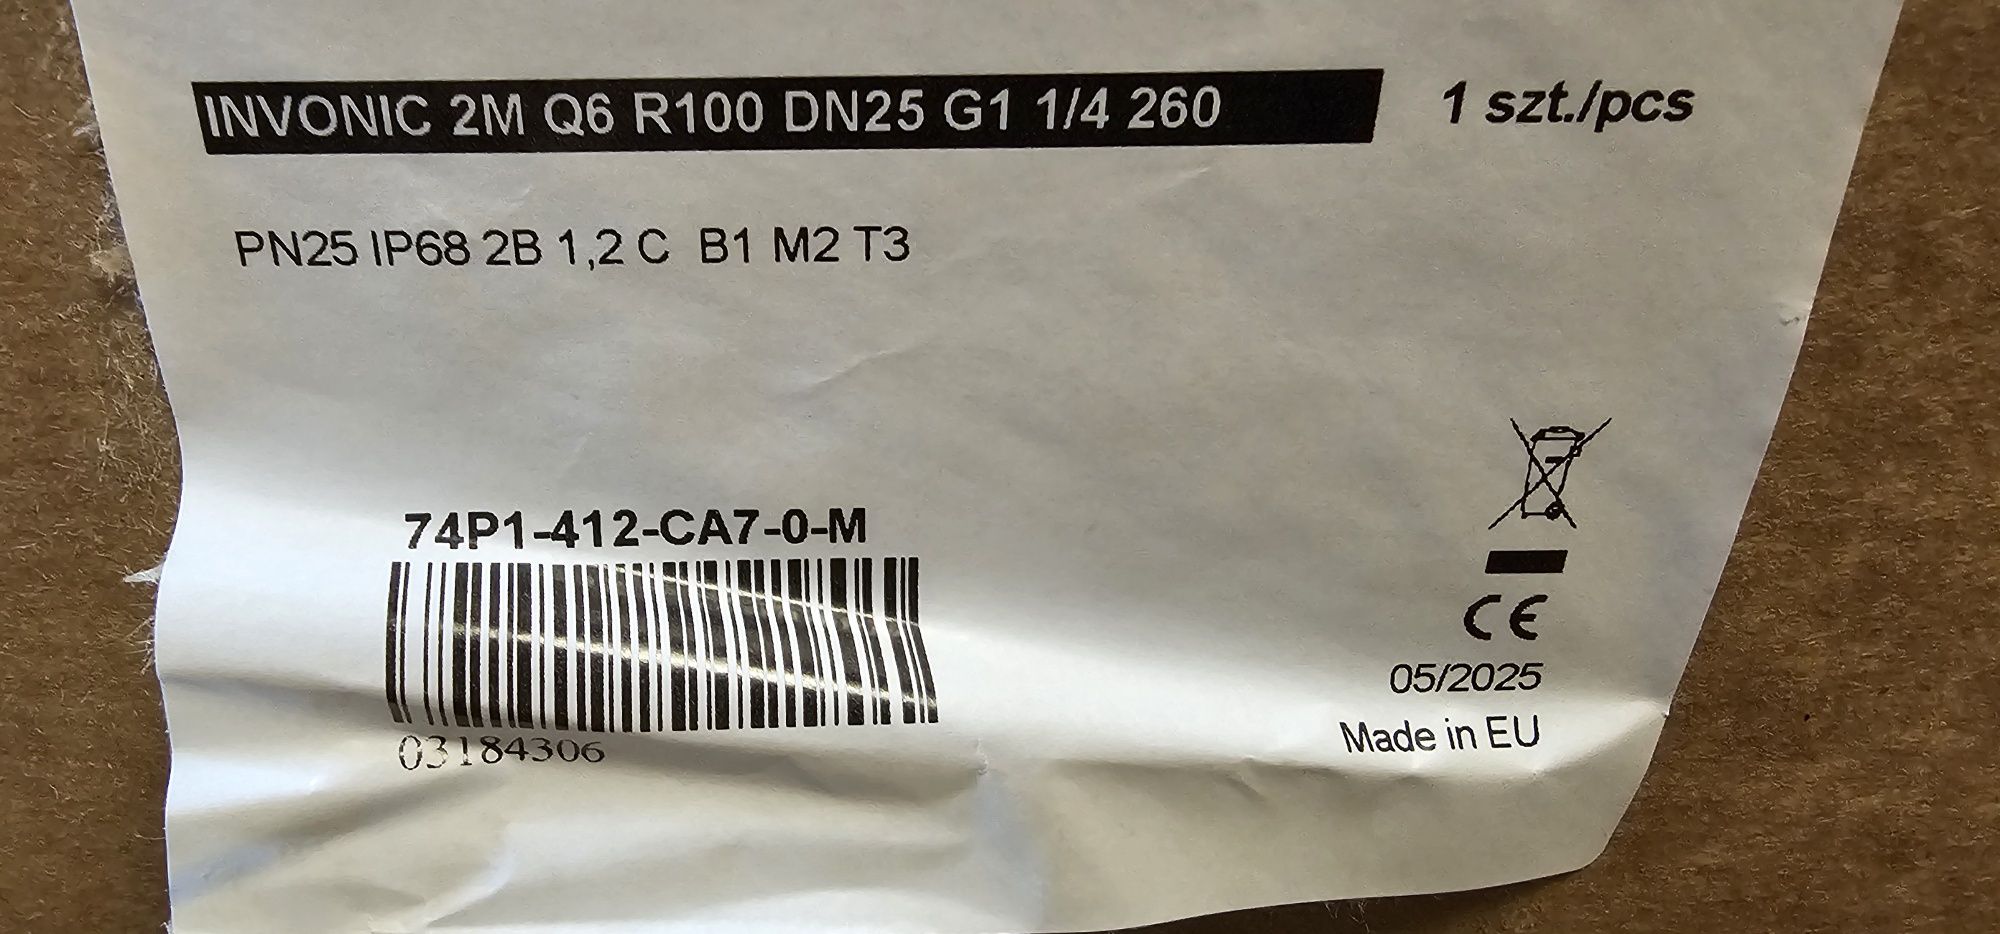 INVONIC 2M Q6 R100 DN25 G1 1/4 260
1 szt./pcs
PN25 IP68 2B 1,2 C B1 M2 T3
74P1-412-CA7-0-M
03184306
CE
05/2025
Made in EU